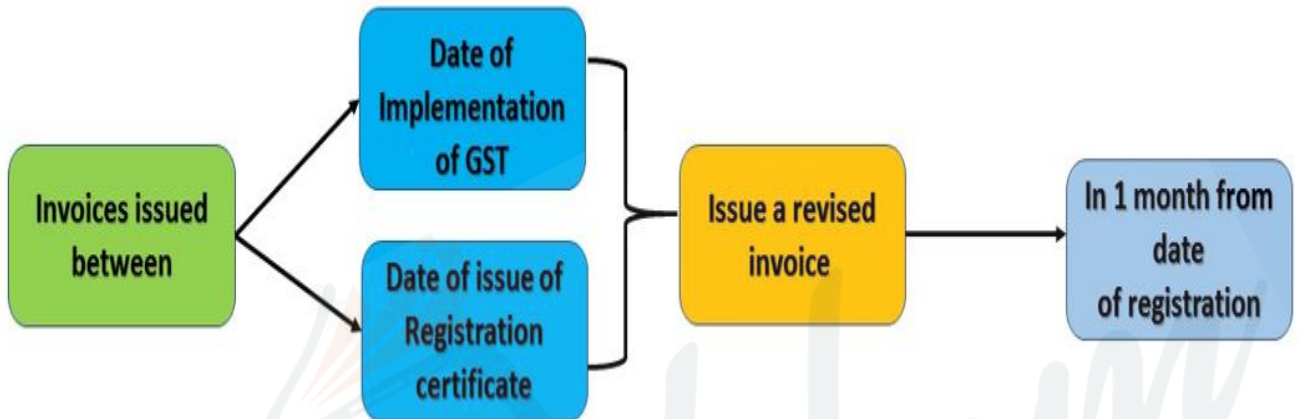 Invoices issued
between
Date of
Implementation
of GST
Date of issue of
Registration
certificate
Issue a revised
invoice
In 1 month from
date
of registration